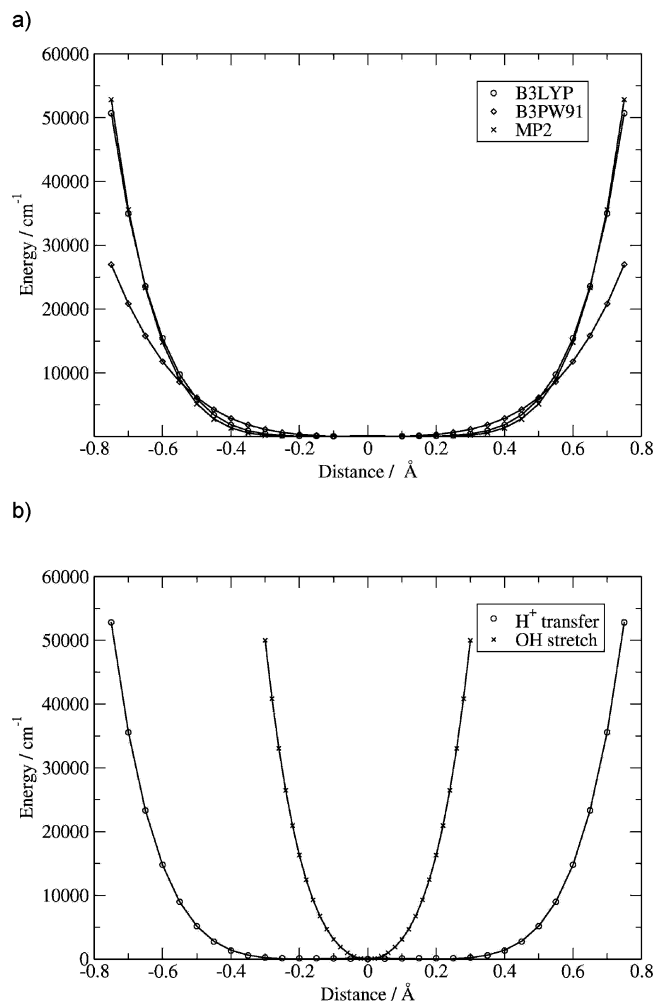 a)
60000
50000
40000
30000
20000
10000
Energy / cm-1
B3LYP
B3PW91
MP2
-0.8 -0.6 -0.4 -0.2 0 0.2 0.4 0.6 0.8
Distance / Å
b)
60000
50000
40000
30000
20000
10000
0
Energy / cm-1
H+ transfer
OH stretch
-0.8 -0.6 -0.4 -0.2 0 0.2 0.4 0.6 0.8
Distance / Å